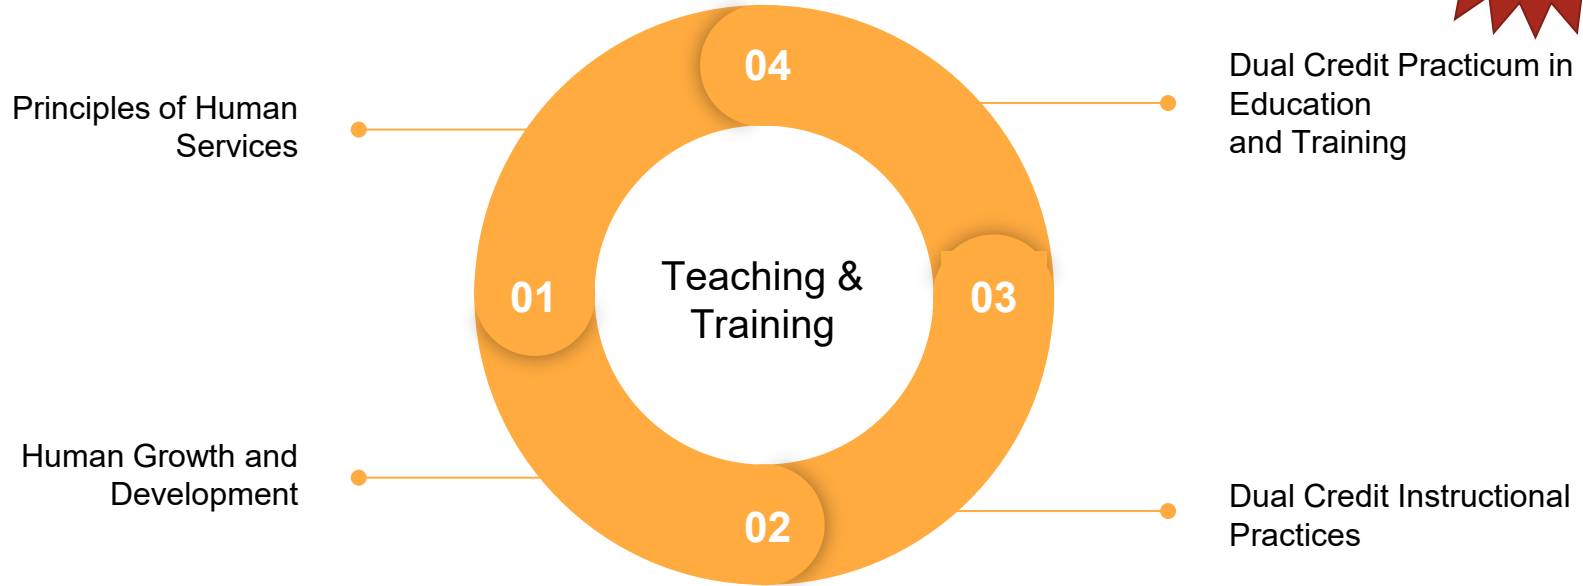 Principles of Human
Services
01
Human Growth and
Development
02
Teaching &
Training
03
Dual Credit Instructional
Practices
04
Dual Credit Practicum in
Education
and Training